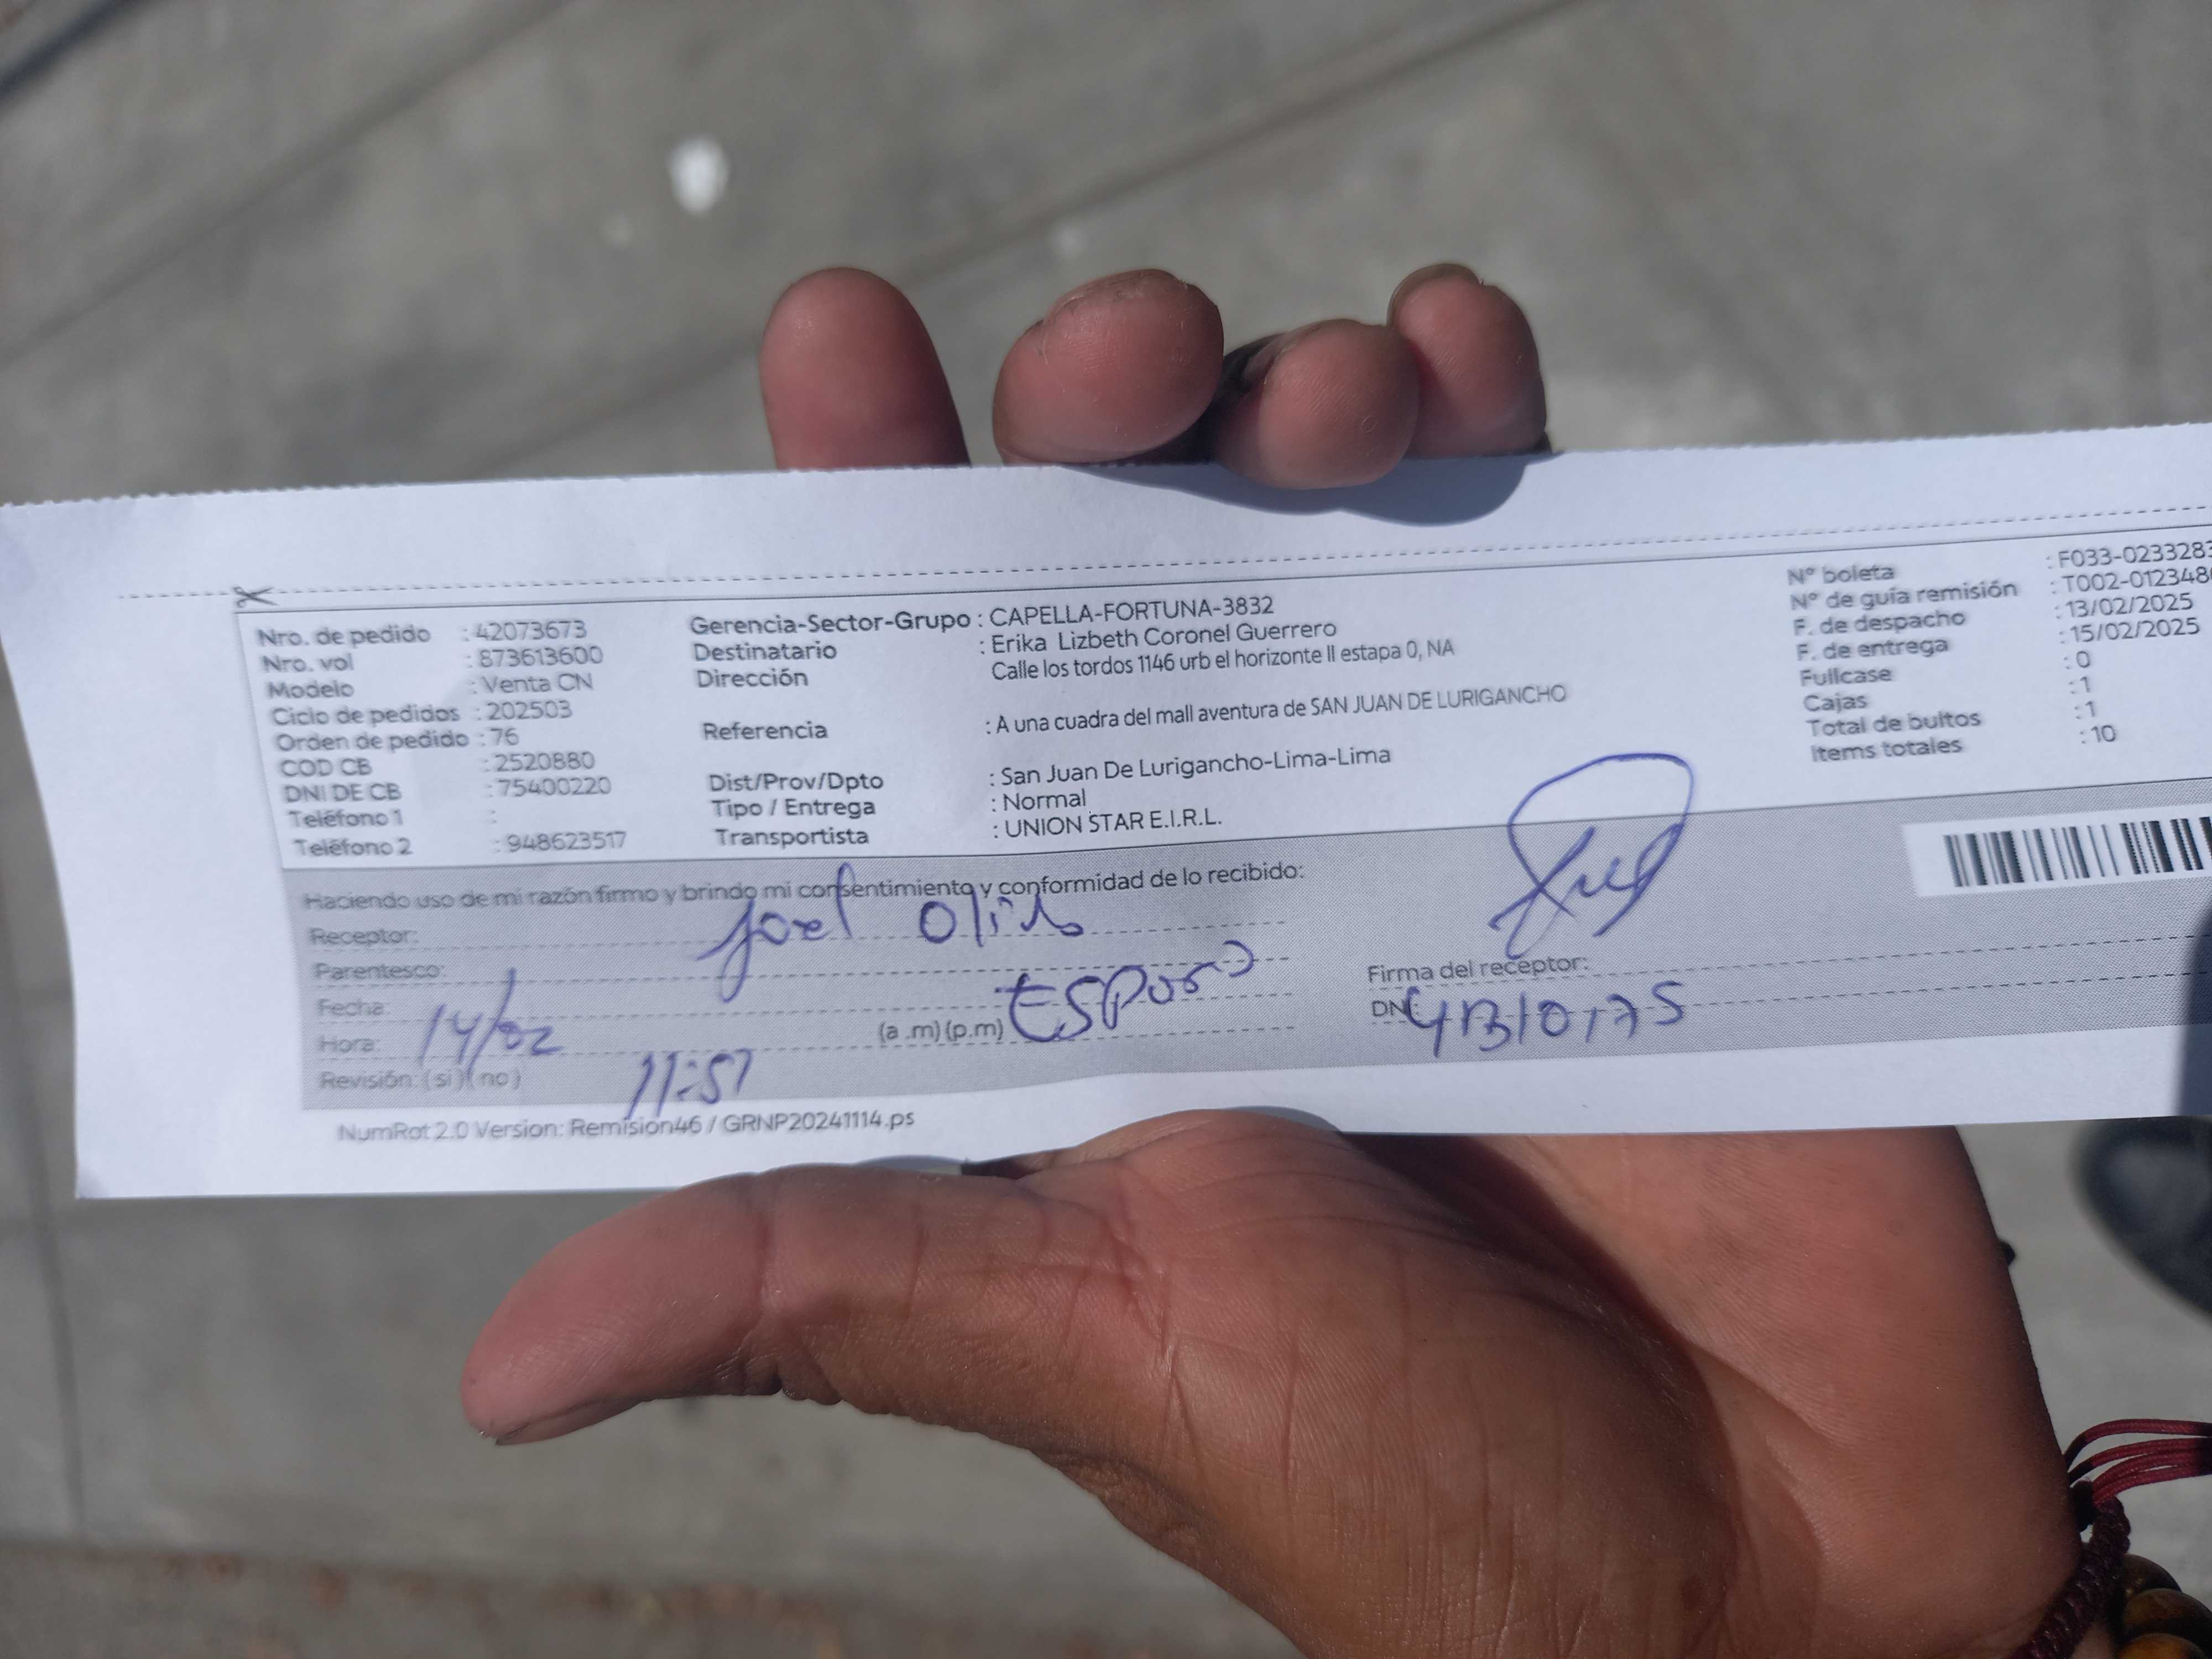 Nro. de pedido : 42073673
Nro. vol : 873613600
Modelo : Venta CN
Ciclo de pedidos : 202503
Orden de pedido : 76
COD CB : 2520880
DNI DE CB : 75400220
Teléfono 1 :
Teléfono 2 : 948623517
Gerencia-Sector-Grupo : CAPELLA-FORTUNA-3832
Destinatario : Erika Lizbeth Coronel Guerrero
Dirección Calle los tordos 1146 urb el horizonte II estapa 0, NA
Referencia : A una cuadra del mall aventura de SAN JUAN DE LURIGANCHO
Dist/Prov/Dpto : San Juan De Lurigancho-Lima-Lima
Tipo / Entrega : Normal
Transportista : UNION STAR E.I.R.L.
N° boleta : F033-0233283
N° de guía remisión : T002-012348
F. de despacho : 13/02/2025
F. de entrega : 15/02/2025
Fullcase : 0
Cajas : 1
Total de bultos : 1
Items totales : 10
Haciendo uso de mi razón firmo y brindo mi consentimiento y conformidad de lo recibido:
Receptor: Joel
Parentesco: Esposo
Fecha: 14/02
Hora: 11:57 (a .m) (p.m)
Revisión: (si) (no)
Firma del receptor:
DNI:
NumRot 2.0 Version: Remision46 / GRNP20241114.ps